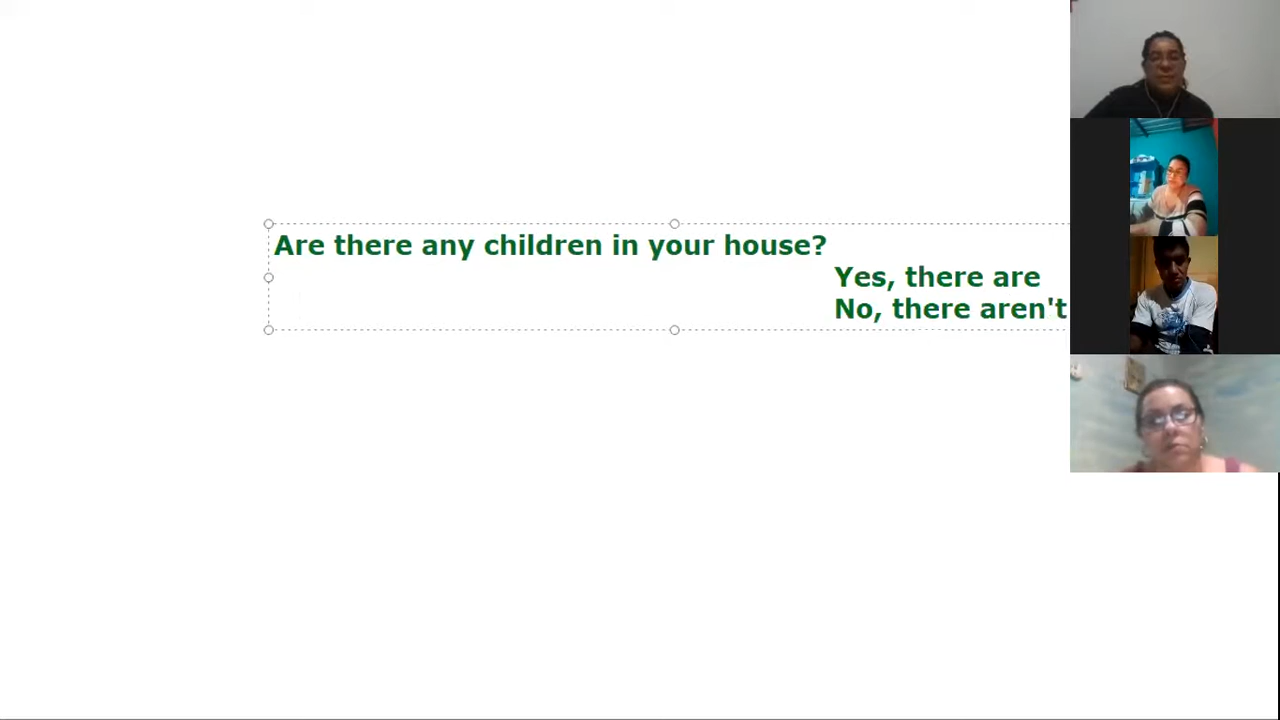 Are there any children in your house?
Yes, there are
No, there aren't